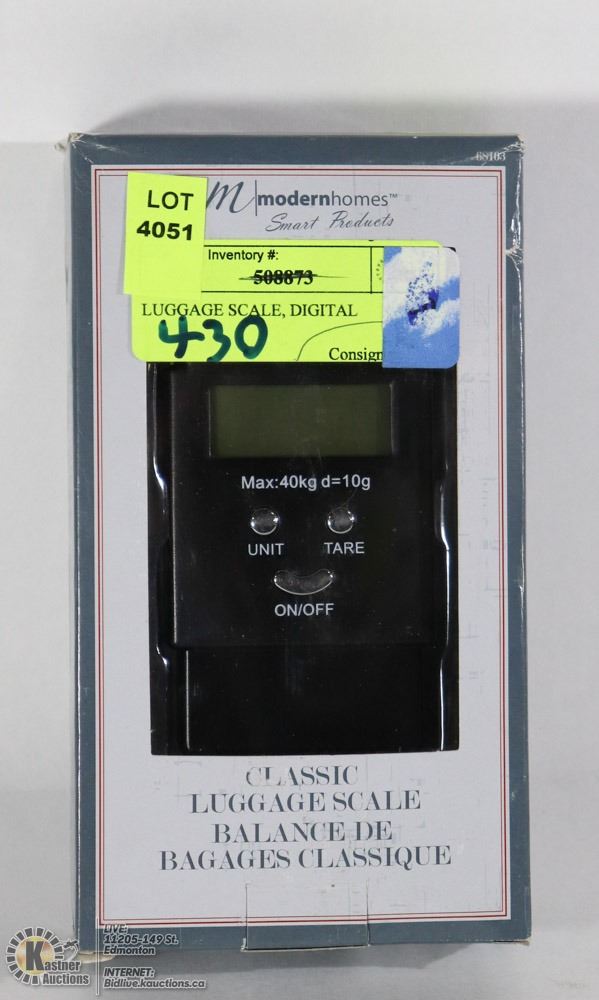 68103
m modernhomes™
Smart Products
LOT
4051
Inventory #:
508873
LUGGAGE SCALE, DIGITAL
430
Consign
Max:40kg d=10g
UNIT TARE
ON/OFF
CLASSIC
LUGGAGE SCALE
BALANCE DE
BAGAGES CLASSIQUE
LIVE:
11205-149 St.
Edmonton
Kastner
Auctions
INTERNET:
Bidlive.kauctions.ca